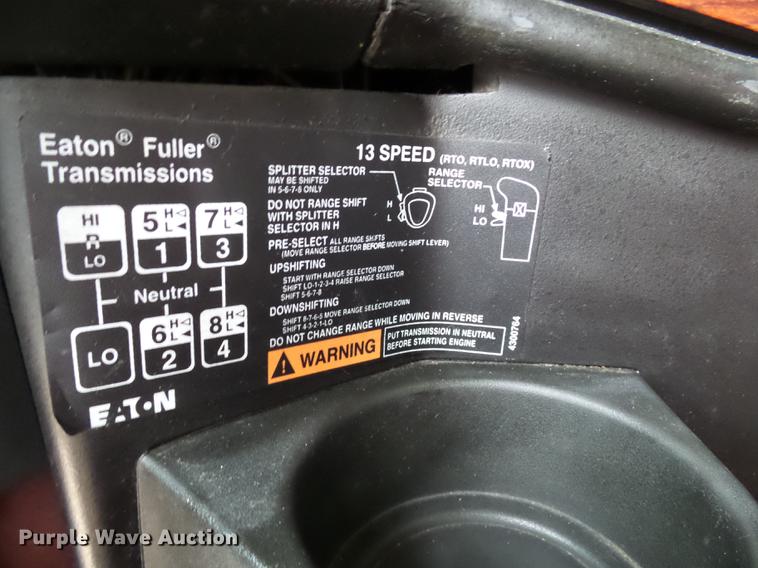 Eaton® Fuller®
Transmissions
HI
R
LO
5 H
L
1
7 H
L
3
Neutral
LO
6 H
L
2
8 H
L
4
EATON
13 SPEED (RTO, RTLO, RTOX)
SPLITTER SELECTOR
MAY BE SHIFTED
IN 5-6-7-8 ONLY
RANGE
SELECTOR
H
L
HI
LO
DO NOT RANGE SHIFT
WITH SPLITTER
SELECTOR IN H
PRE-SELECT ALL RANGE SHIFTS
(MOVE RANGE SELECTOR BEFORE MOVING SHIFT LEVER)
UPSHIFTING
START WITH RANGE SELECTOR DOWN
SHIFT LO-1-2-3-4 RAISE RANGE SELECTOR
SHIFT 5-6-7-8
DOWNSHIFTING
SHIFT 8-7-6-5 MOVE RANGE SELECTOR DOWN
SHIFT 4-3-2-1-LO
DO NOT CHANGE RANGE WHILE MOVING IN REVERSE
WARNING
PUT TRANSMISSION IN NEUTRAL
BEFORE STARTING ENGINE
4300764
Purple Wave Auction